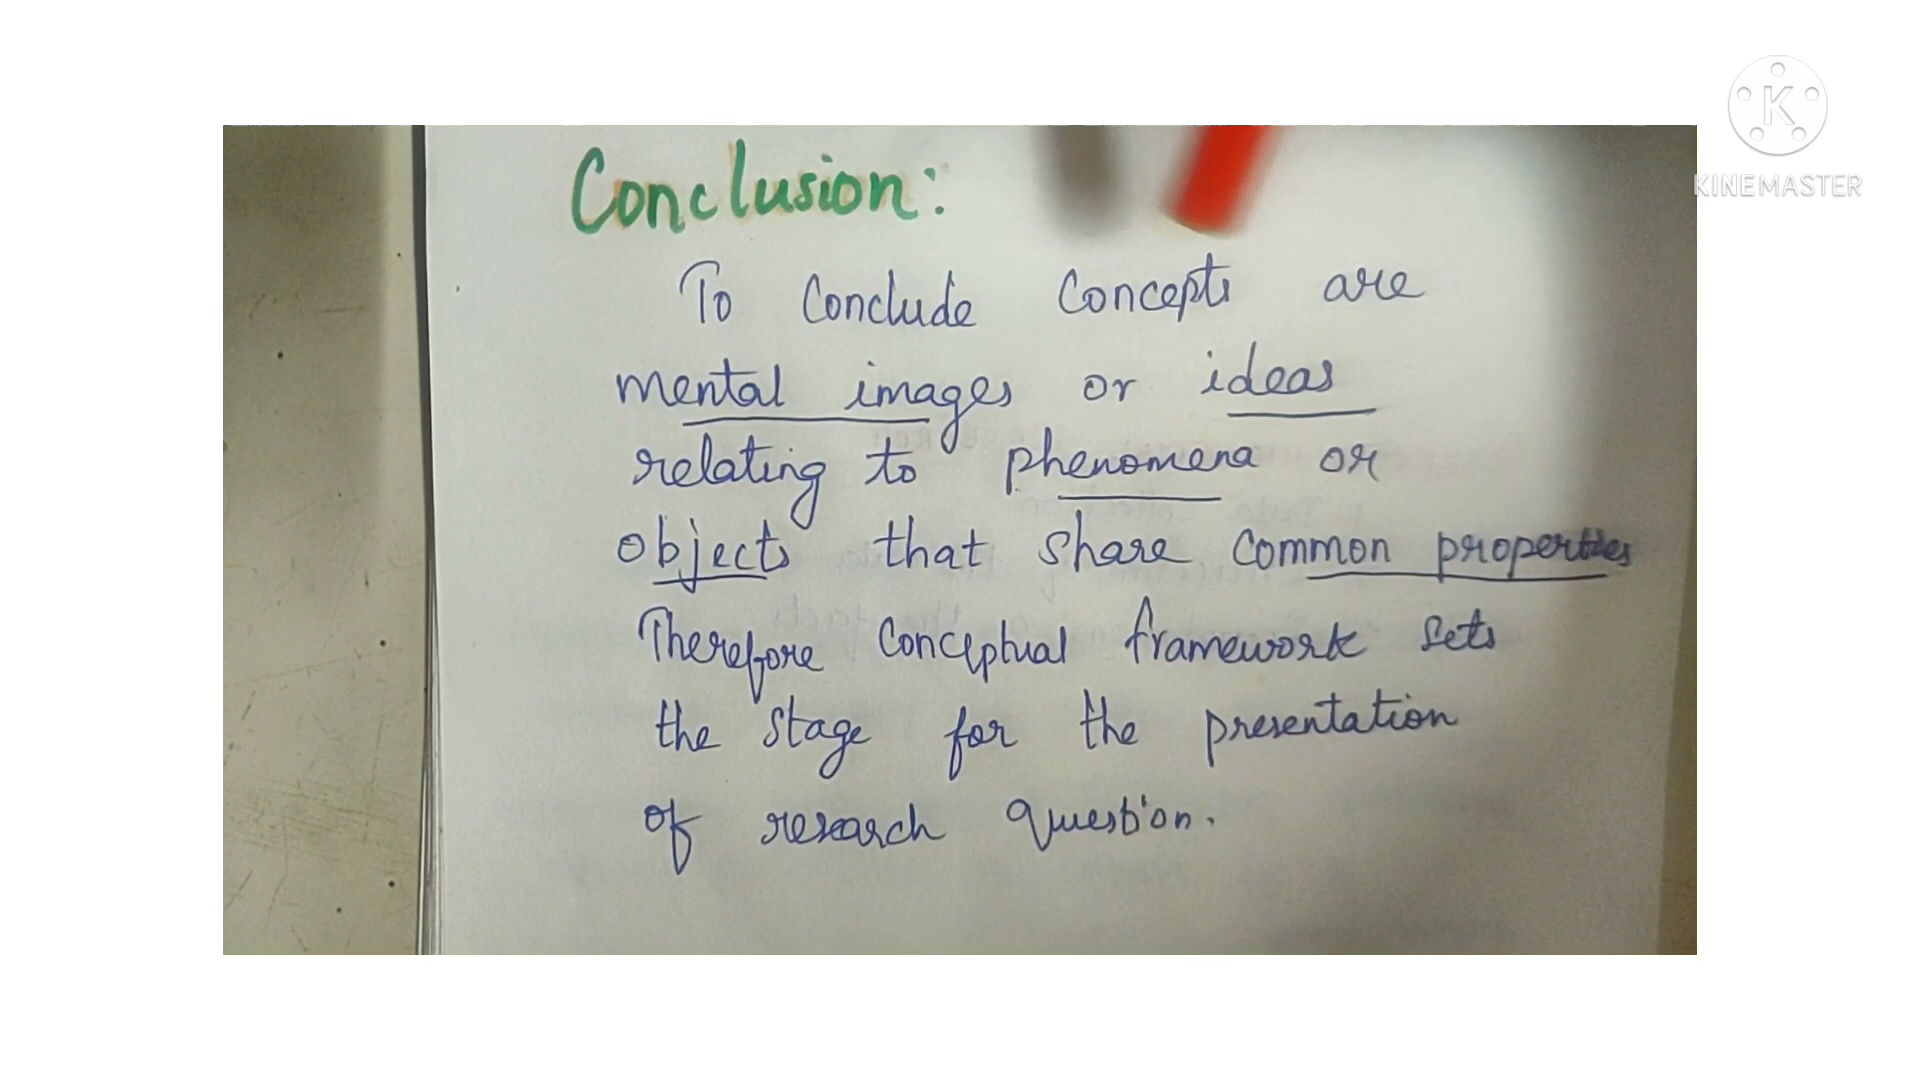 Conclusion:
To Conclude Concepts are
mental images or ideas
relating to phenomena or
objects that share common properties
Therefore Conceptual framework sets
the stage for the presentation
of research question.
K
KINEMASTER